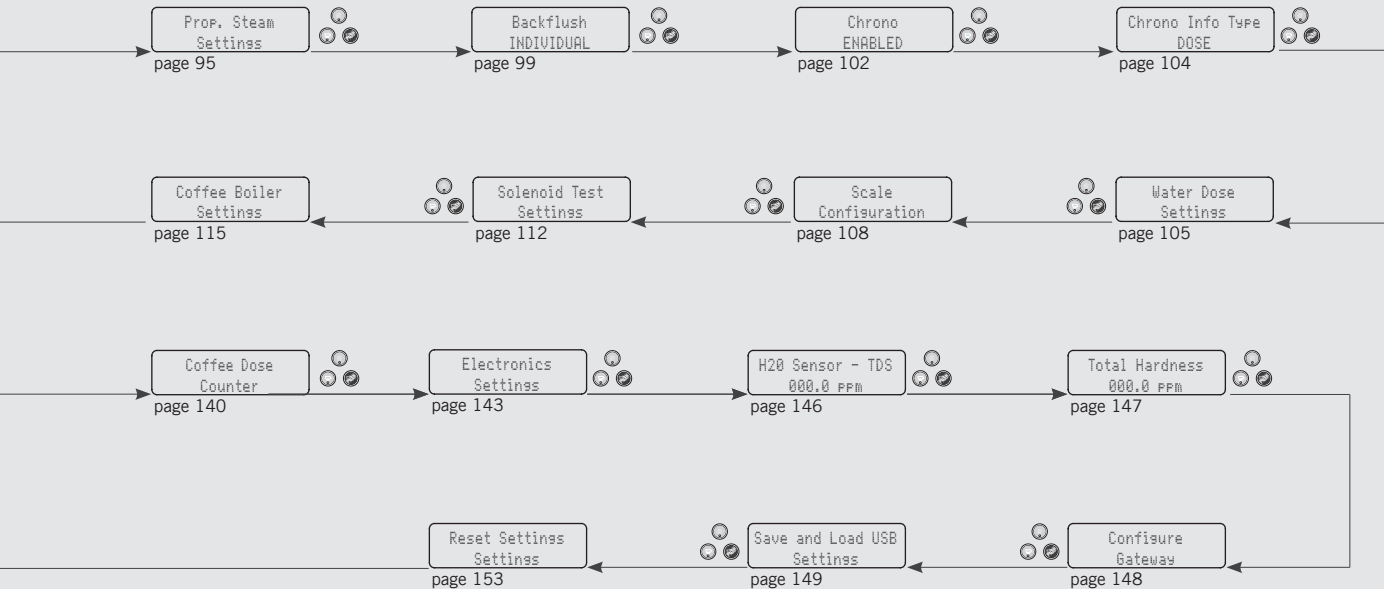 Prop. Steam
Settings
page 95
Backflush
INDIVIDUAL
page 99
Chrono
ENABLED
page 102
Chrono Info Type
DOSE
page 104
Coffee Boiler
Settings
page 115
Solenoid Test
Settings
page 112
Scale
Configuration
page 108
Water Dose
Settings
page 105
Coffee Dose
Counter
page 140
Electronics
Settings
page 143
H20 Sensor - TDS
000.0 ppm
page 146
Total Hardness
000.0 ppm
page 147
Reset Settings
Settings
page 153
Save and Load USB
Settings
page 149
Configure
Gateway
page 148